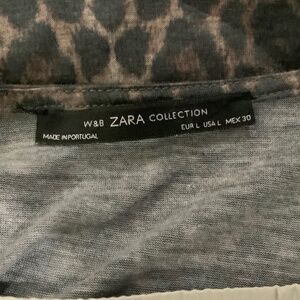 W&B ZARA COLLECTION
MADE IN PORTUGAL
EUR L USA L MEX 30